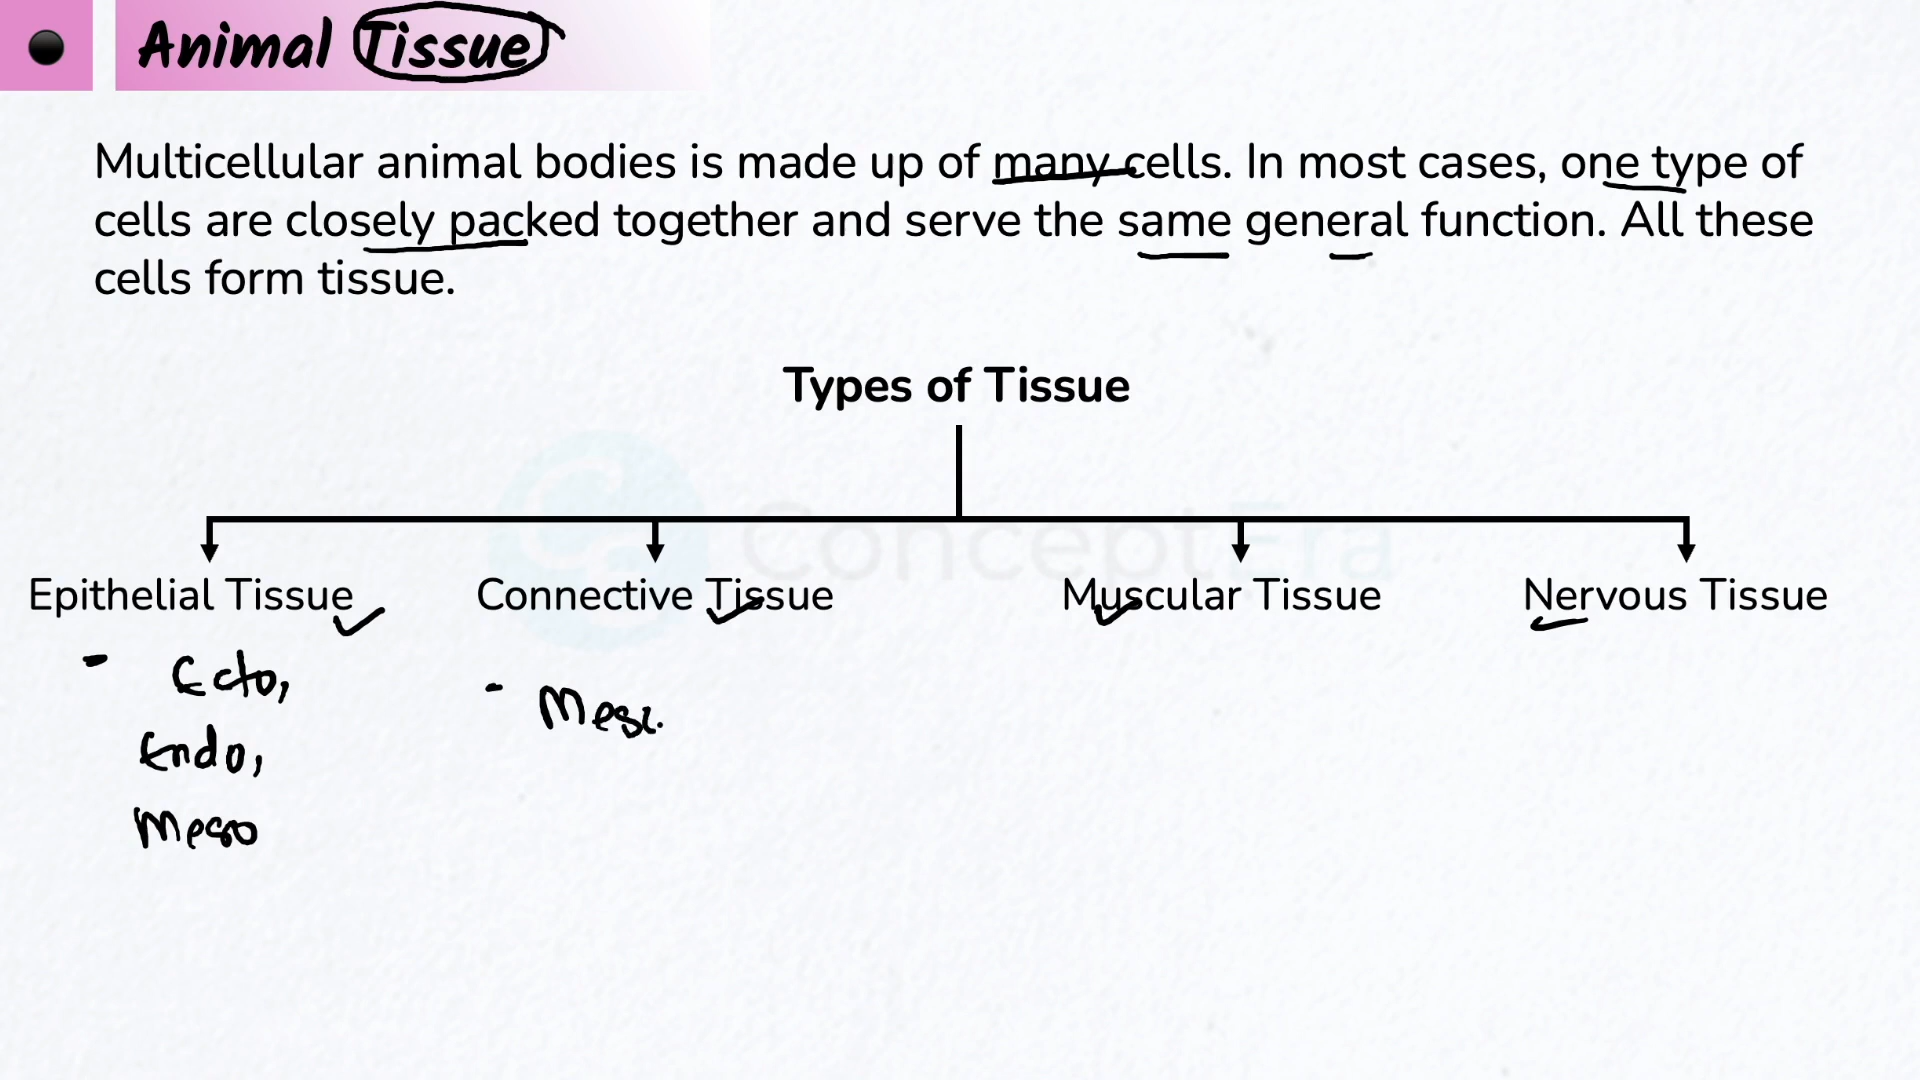 Animal Tissue
Multicellular animal bodies is made up of many cells. In most cases, one type of
cells are closely packed together and serve the same general function. All these
cells form tissue.
Types of Tissue
ConceptEra
Epithelial Tissue Connective Tissue Muscular Tissue Nervous Tissue
- Ecto,
Endo,
Meso
- Meso.